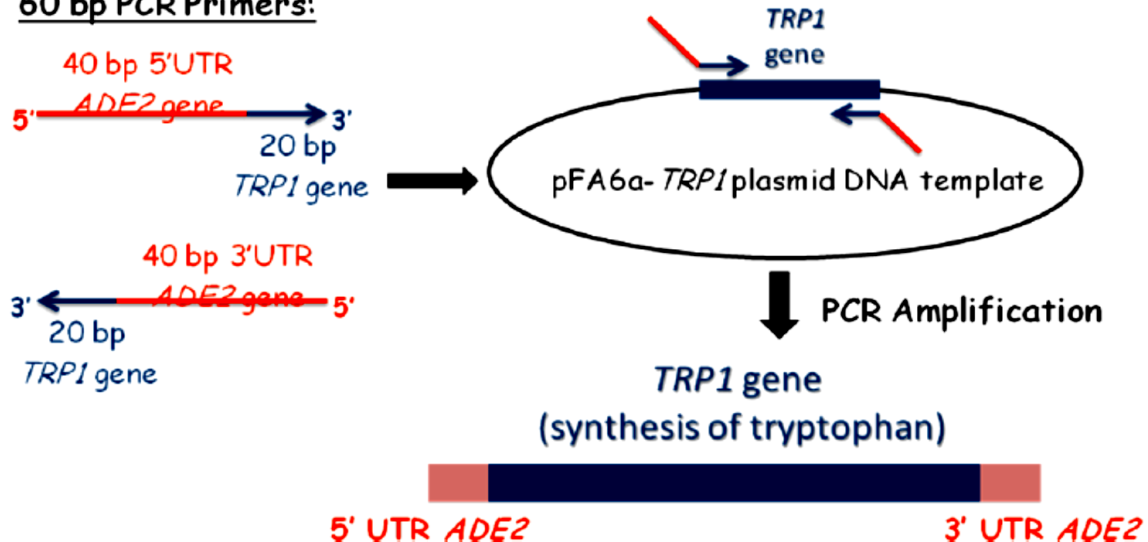 60 bp PCR Primers:
40 bp 5'UTR
ADE2 gene
5' 3'
20 bp
TRP1 gene
40 bp 3'UTR
ADE2 gene
3' 5'
20 bp
TRP1 gene
TRP1
gene
pFA6a-TRP1 plasmid DNA template
PCR Amplification
TRP1 gene
(synthesis of tryptophan)
5' UTR ADE2
3' UTR ADE2